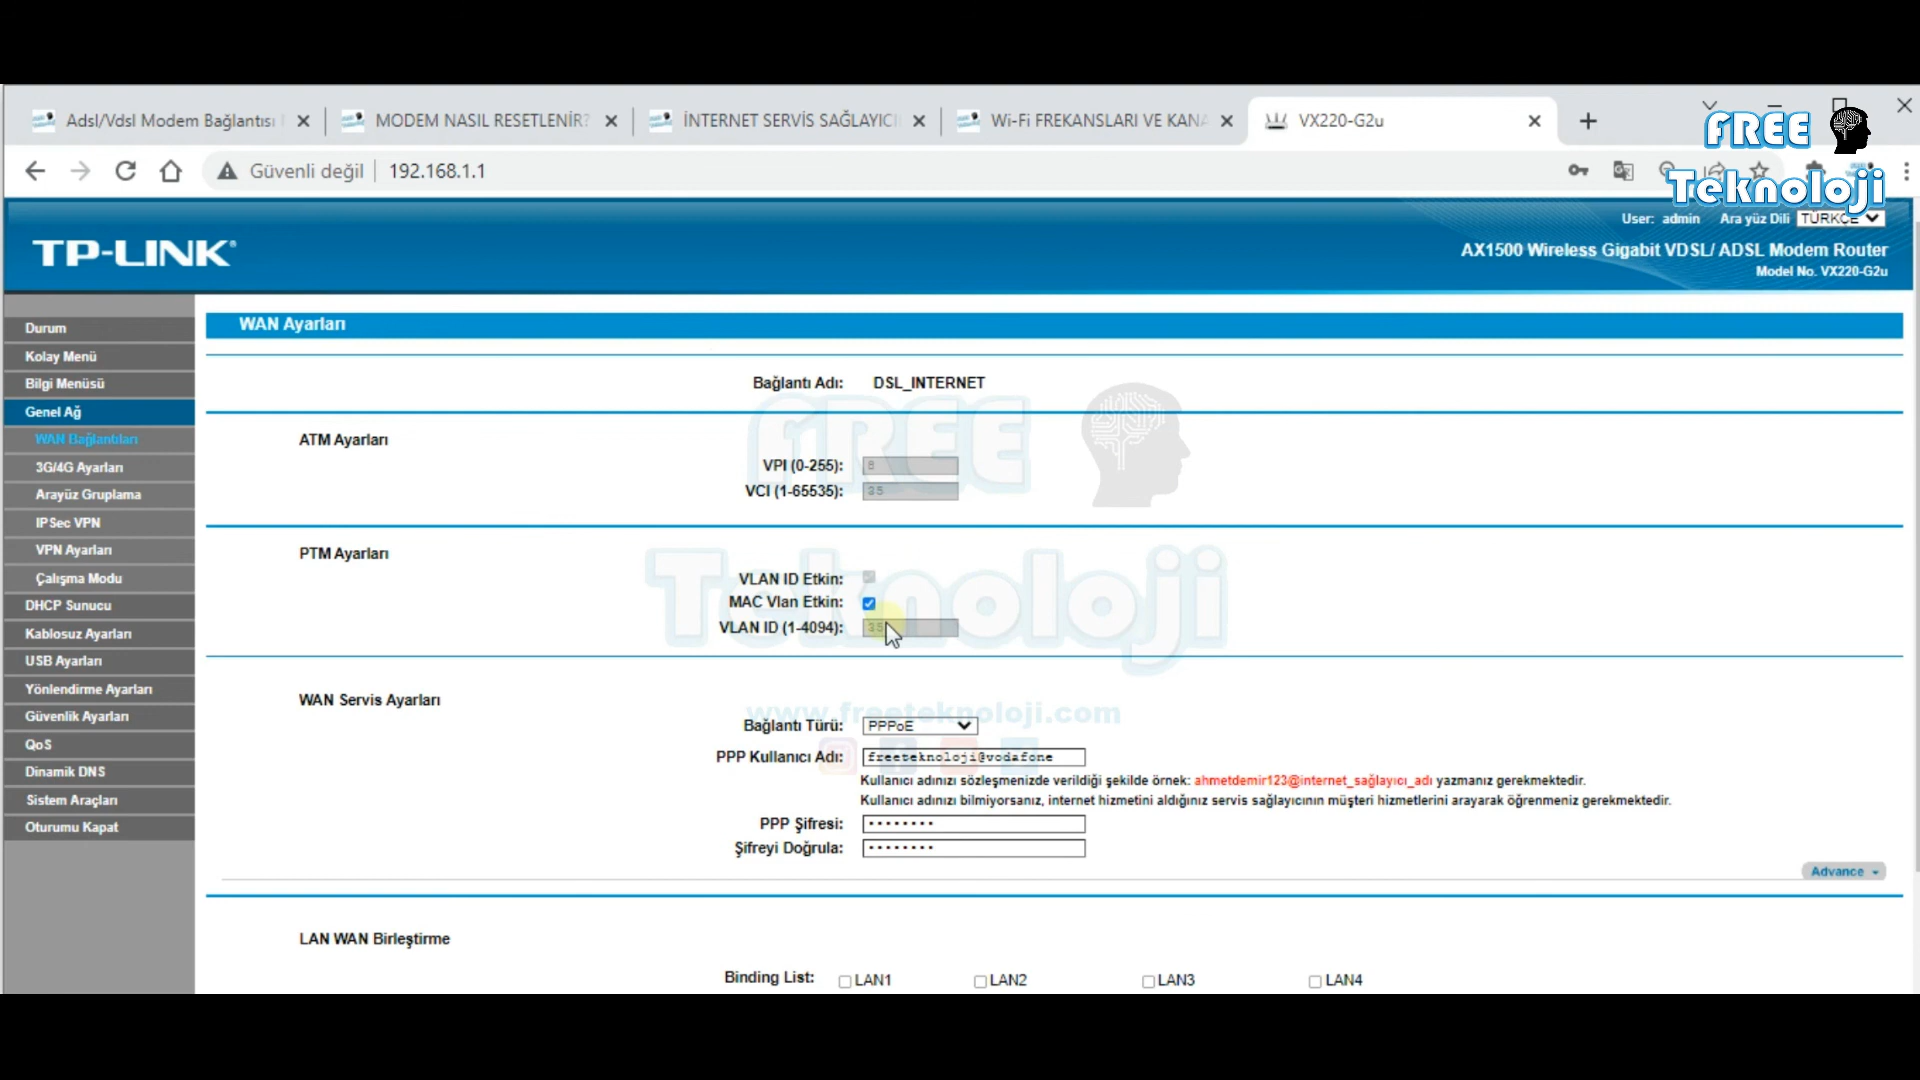 Adsl/Vdsl Modem Bağlantısı
MODEM NASIL RESETLENİR?
İNTERNET SERVİS SAĞLAYICI
Wi-Fi FREKANSLARI VE KANA
VX220-G2u
FREE
Teknoloji
Güvenli değil
192.168.1.1
User: admin
Ara yüz Dili
TÜRKÇE
TP-LINK®
AX1500 Wireless Gigabit VDSL/ ADSL Modem Router
Model No. VX220-G2u
Durum
Kolay Menü
Bilgi Menüsü
Genel Ağ
WAN Bağlantıları
3G/4G Ayarları
Arayüz Gruplama
IPSec VPN
VPN Ayarları
Çalışma Modu
DHCP Sunucu
Kablosuz Ayarları
USB Ayarları
Yönlendirme Ayarları
Güvenlik Ayarları
QoS
Dinamik DNS
Sistem Araçları
Oturumu Kapat
WAN Ayarları
Bağlantı Adı: DSL_INTERNET
ATM Ayarları
VPI (0-255): 8
VCI (1-65535): 35
PTM Ayarları
VLAN ID Etkin:
MAC Vlan Etkin:
VLAN ID (1-4094): 35
FREE
Teknoloji
www.freeteknoloji.com
WAN Servis Ayarları
Bağlantı Türü: PPPoE
PPP Kullanıcı Adı: freeteknoloji@vodafone
Kullanıcı adınızı sözleşmenizde verildiği şekilde örnek: ahmetdemir123@internet_sağlayıcı_adı yazmanız gerekmektedir.
Kullanıcı adınızı bilmiyorsanız, internet hizmetini aldığınız servis sağlayıcının müşteri hizmetlerini arayarak öğrenmeniz gerekmektedir.
PPP Şifresi: ••••••••
Şifreyi Doğrula: ••••••••
Advance
LAN WAN Birleştirme
Binding List: LAN1 LAN2 LAN3 LAN4